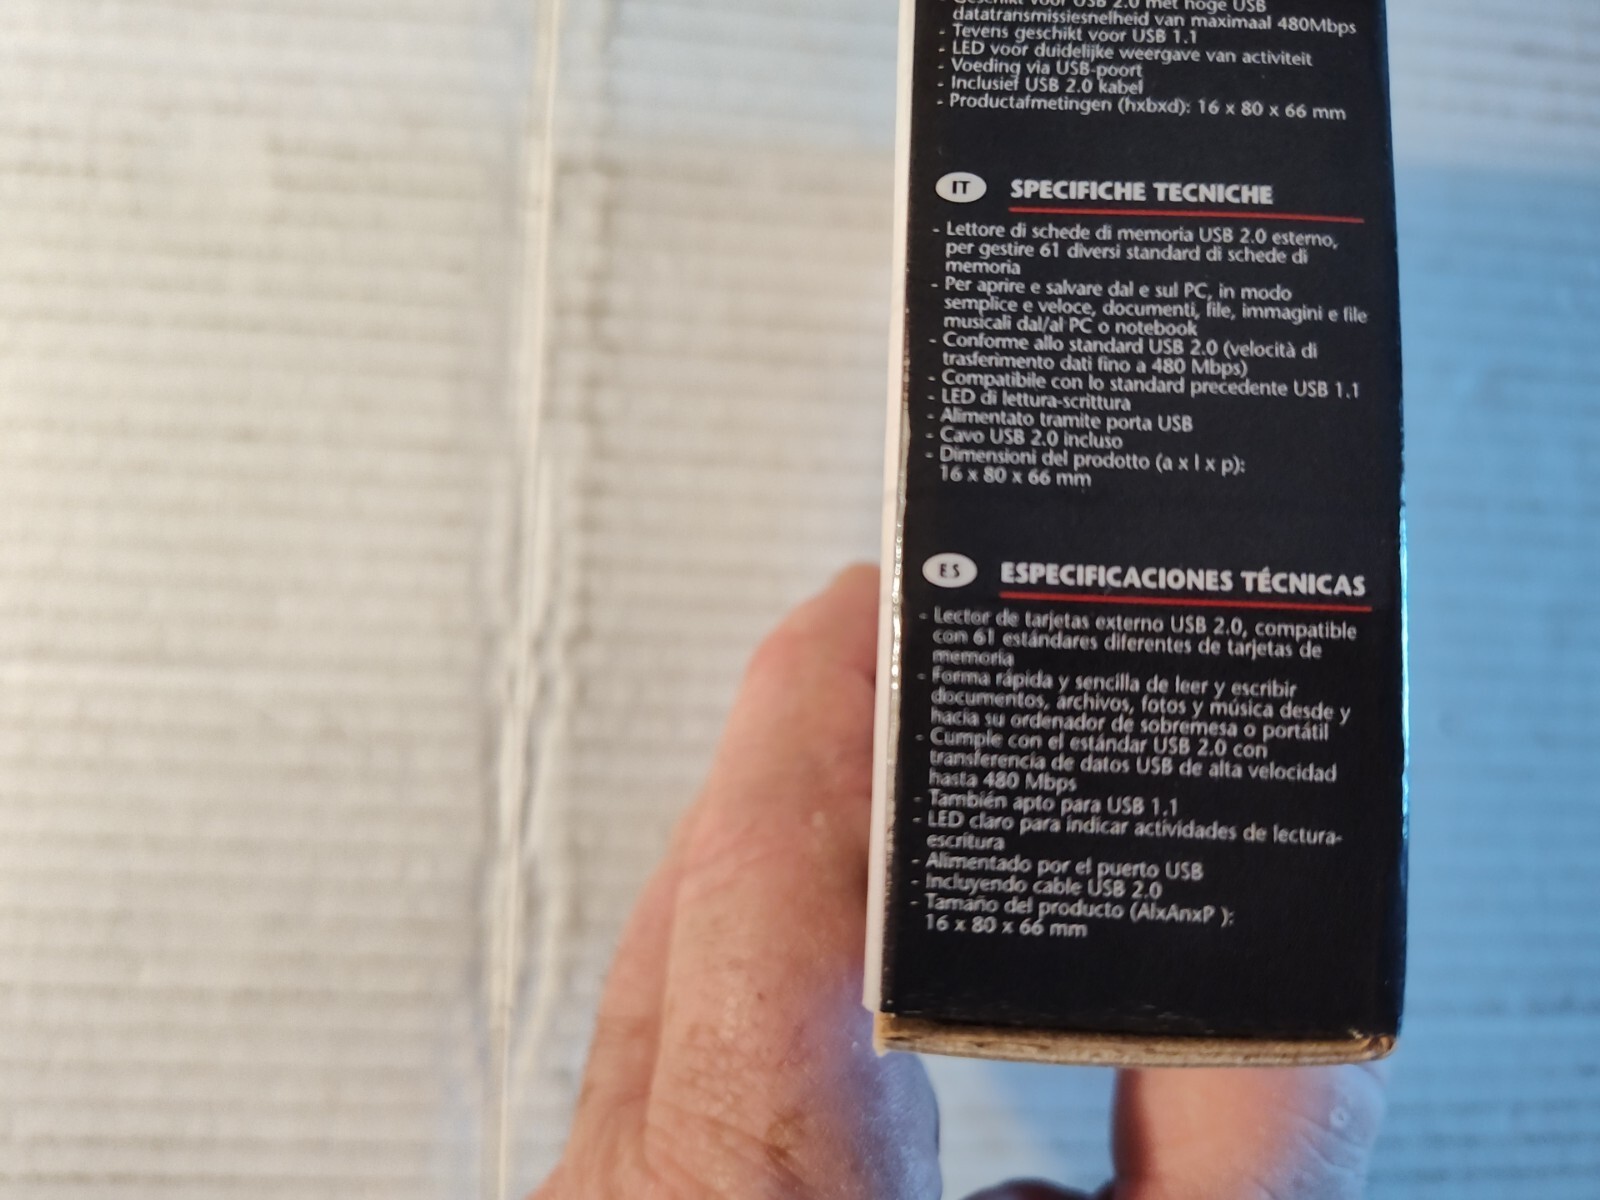 Geschikt voor USB 2.0 met hoge USB
datatransmissiesnelheid van maximaal 480Mbps
- Tevens geschikt voor USB 1.1
- LED voor duidelijke weergave van activiteit
- Voeding via USB-poort
- Inclusief USB 2.0 kabel
- Productafmetingen (hxbxd): 16 x 80 x 66 mm
IT SPECIFICHE TECNICHE
- Lettore di schede di memoria USB 2.0 esterno,
per gestire 61 diversi standard di schede di
memoria
- Per aprire e salvare dal e sul PC, in modo
semplice e veloce, documenti, file, immagini e file
musicali dal/al PC o notebook
- Conforme allo standard USB 2.0 (velocità di
trasferimento dati fino a 480 Mbps)
- Compatibile con lo standard precedente USB 1.1
- LED di lettura-scrittura
- Alimentato tramite porta USB
- Cavo USB 2.0 incluso
- Dimensioni del prodotto (a x l x p):
16 x 80 x 66 mm
ES ESPECIFICACIONES TÉCNICAS
- Lector de tarjetas externo USB 2.0, compatible
con 61 estándares diferentes de tarjetas de
memoria
- Forma rápida y sencilla de leer y escribir
documentos, archivos, fotos y música desde y
hacia su ordenador de sobremesa o portátil
- Cumple con el estándar USB 2.0 con
transferencia de datos USB de alta velocidad
hasta 480 Mbps
- También apto para USB 1.1
- LED claro para indicar actividades de lectura-
escritura
- Alimentado por el puerto USB
- Incluyendo cable USB 2.0
- Tamaño del producto (AlxAnxP ):
16 x 80 x 66 mm